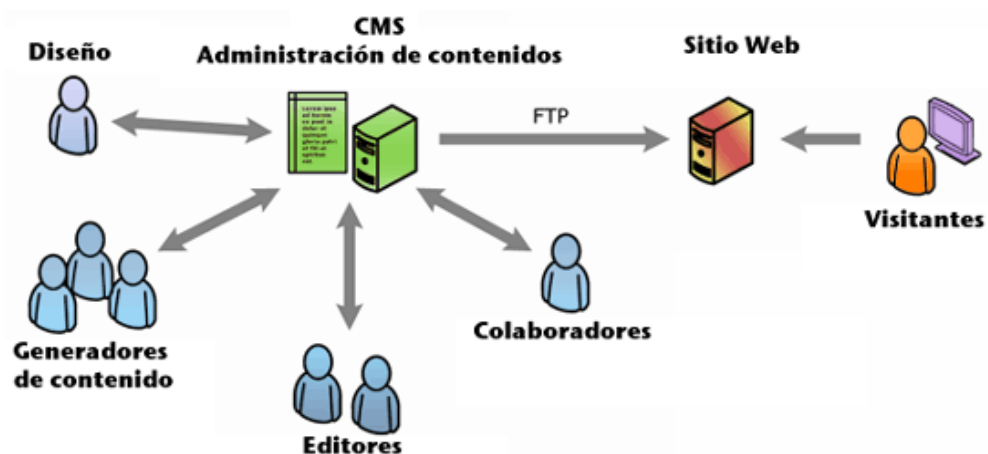 CMS
Administración de contenidos
Diseño
Sitio Web
FTP
Visitantes
Colaboradores
Generadores
de contenido
Editores